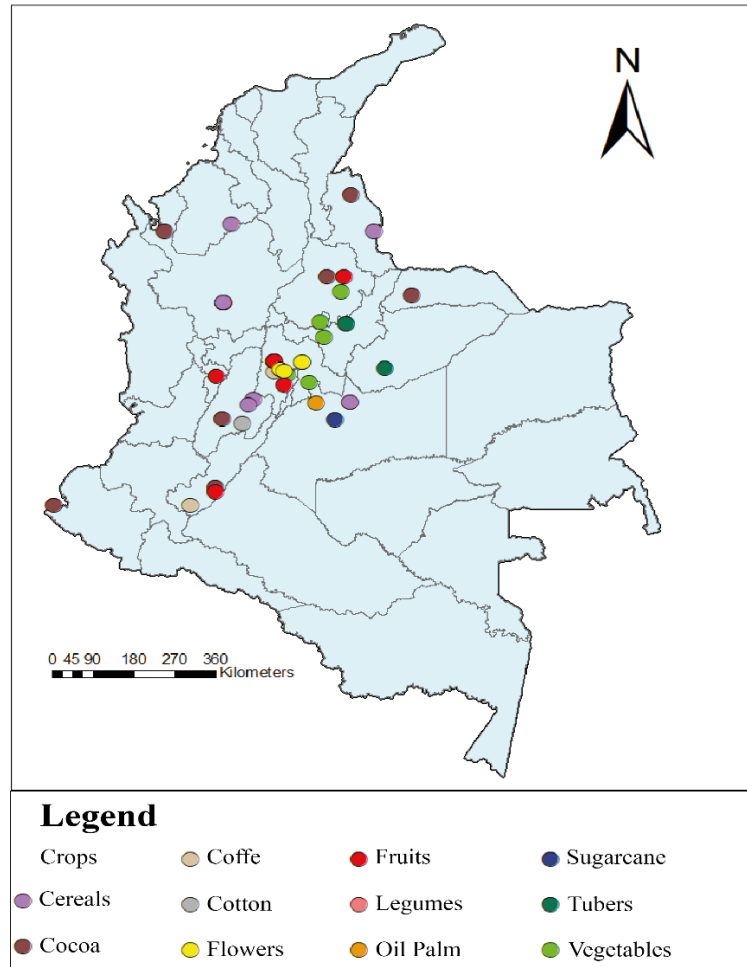 N
0 45 90 180 270 360
Kilometers
Legend
Crops
Coffe
Fruits
Sugarcane
Cereals
Cotton
Legumes
Tubers
Cocoa
Flowers
Oil Palm
Vegetables